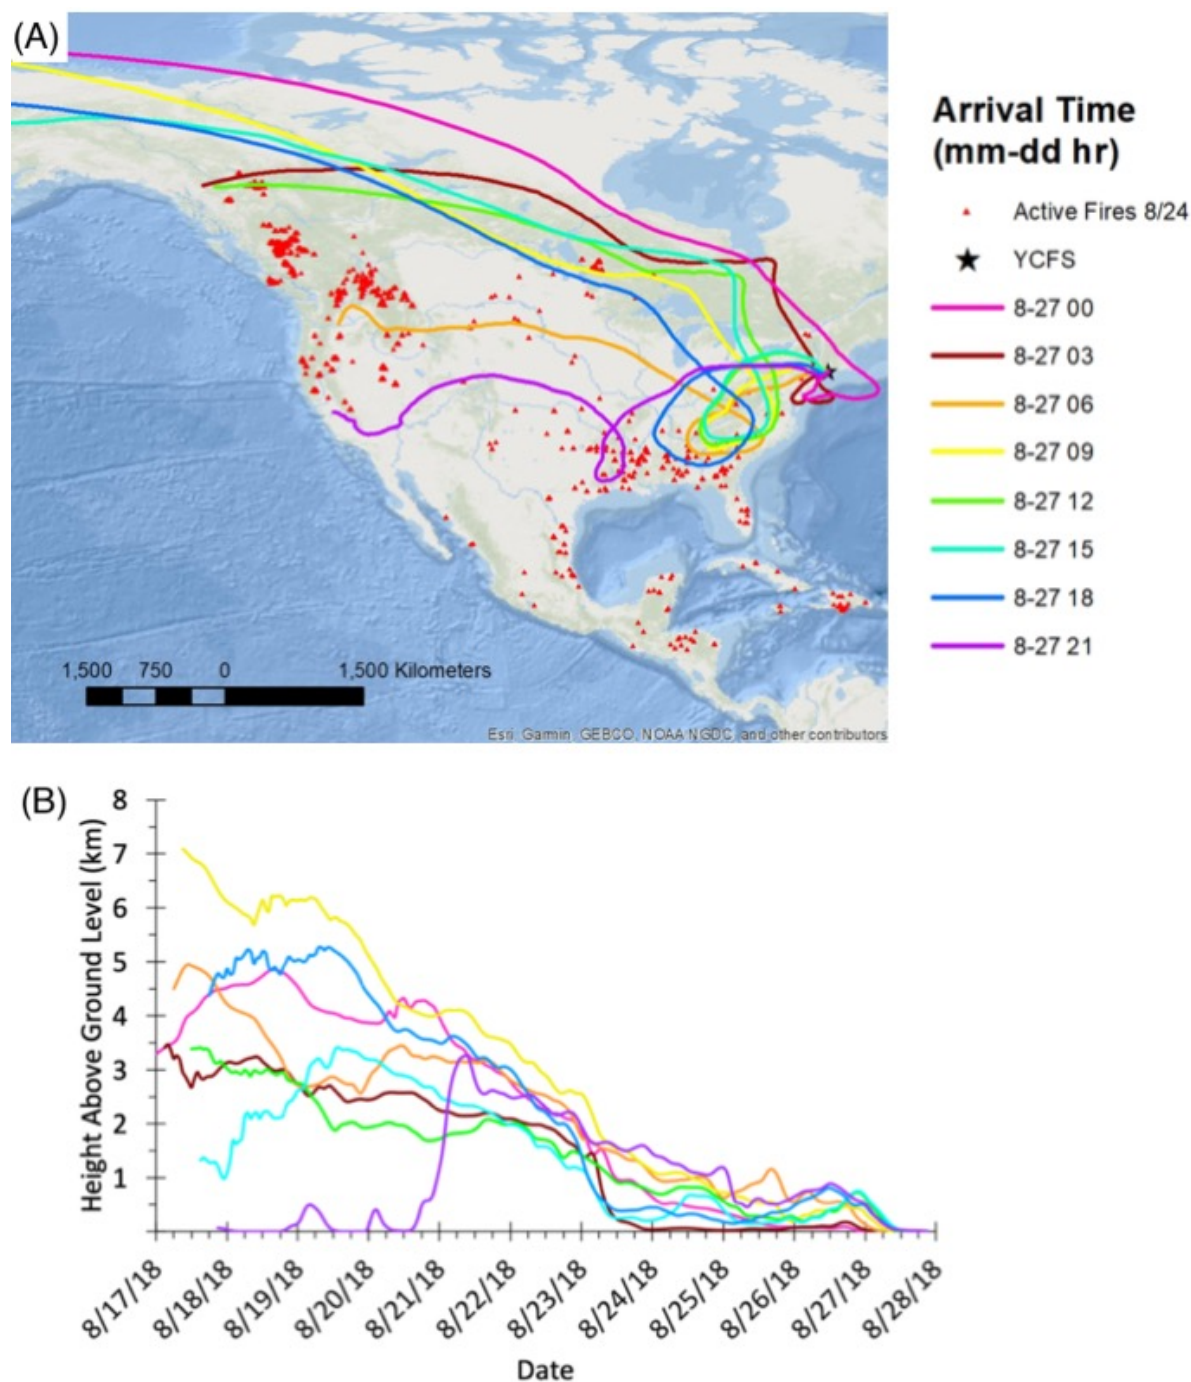 (A)
Arrival Time
(mm-dd hr)
Active Fires 8/24
YCFS
8-27 00
8-27 03
8-27 06
8-27 09
8-27 12
8-27 15
8-27 18
8-27 21
1,500 750 0 1,500 Kilometers
Esri, Garmin, GEBCO, NOAA NGDC, and other contributors
(B)
Height Above Ground Level (km)
8
7
6
5
4
3
2
1
8/17/18
8/18/18
8/19/18
8/20/18
8/21/18
8/22/18
8/23/18
8/24/18
8/25/18
8/26/18
8/27/18
8/28/18
Date